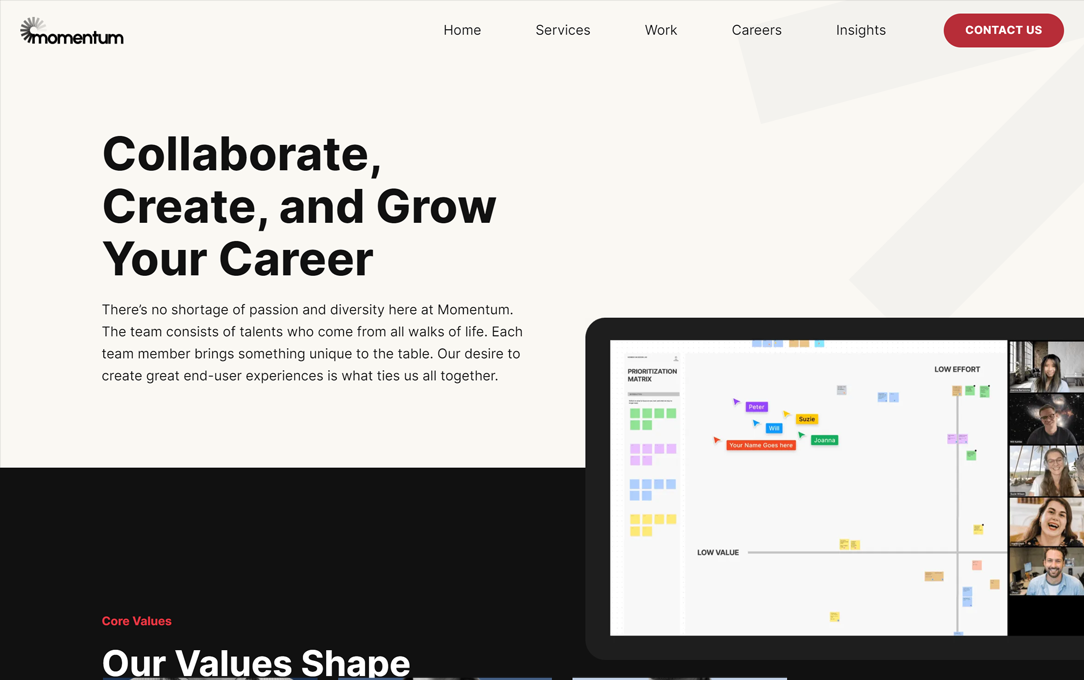 momentum
Home
Services
Work
Careers
Insights
CONTACT US
Collaborate,
Create, and Grow
Your Career
There’s no shortage of passion and diversity here at Momentum.
The team consists of talents who come from all walks of life. Each
team member brings something unique to the table. Our desire to
create great end-user experiences is what ties us all together.
PRIORITIZATION
MATRIX
LOW EFFORT
Peter
Suzie
Will
Joanna
Your Name Goes here
LOW VALUE
Core Values
Our Values Shape